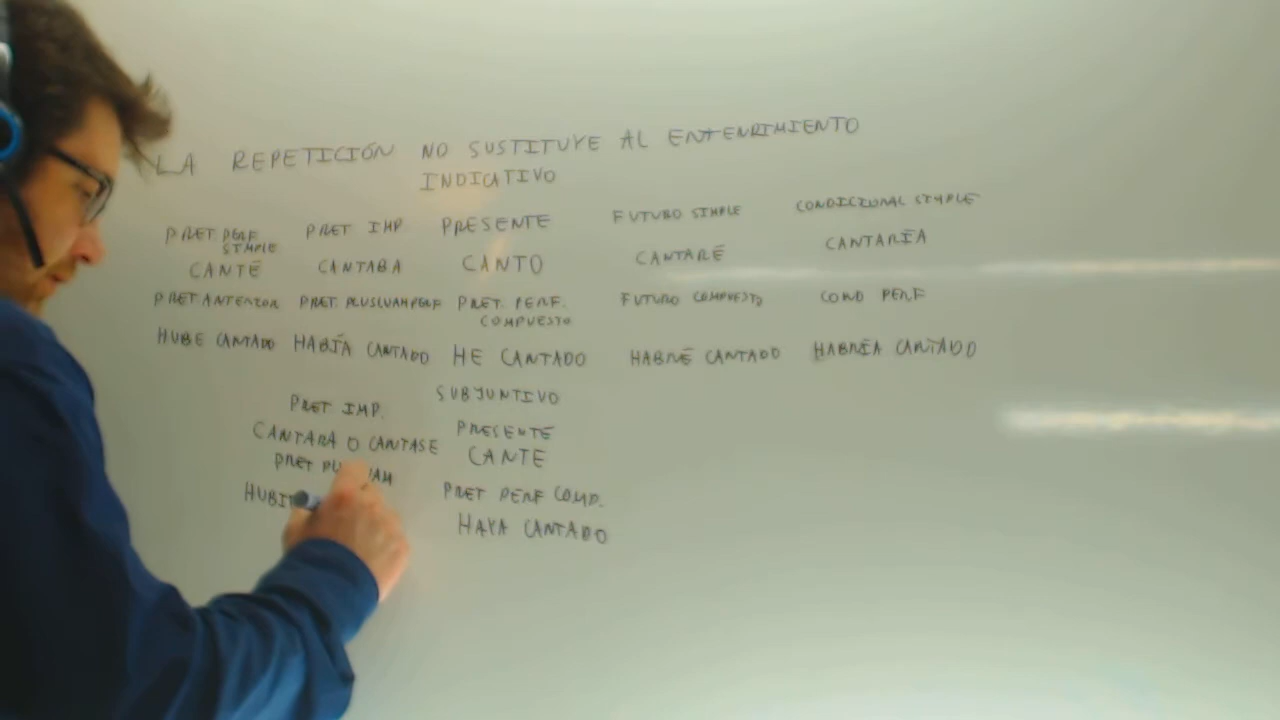 LA REPETICIÓN NO SUSTITUYE AL ENTENDIMIENTO
INDICATIVO
PRET PERF SIMPLE
CANTÉ
PRET IMP
CANTABA
PRESENTE
CANTO
FUTURO SIMPLE
CANTARÉ
CONDICIONAL SIMPLE
CANTARÍA
PRET ANTERIOR
HUBE CANTADO
PRET. PLUSCUAMPERF
HABÍA CANTADO
PRET. PERF.
COMPUESTO
HE CANTADO
FUTURO COMPUESTO
HABRÉ CANTADO
COND PERF
HABRÍA CANTADO
SUBJUNTIVO
PRET IMP.
CANTARA O CANTASE
PRET
PRESENTE
CANTE
PRET PERF COMP.
HAYA CANTADO